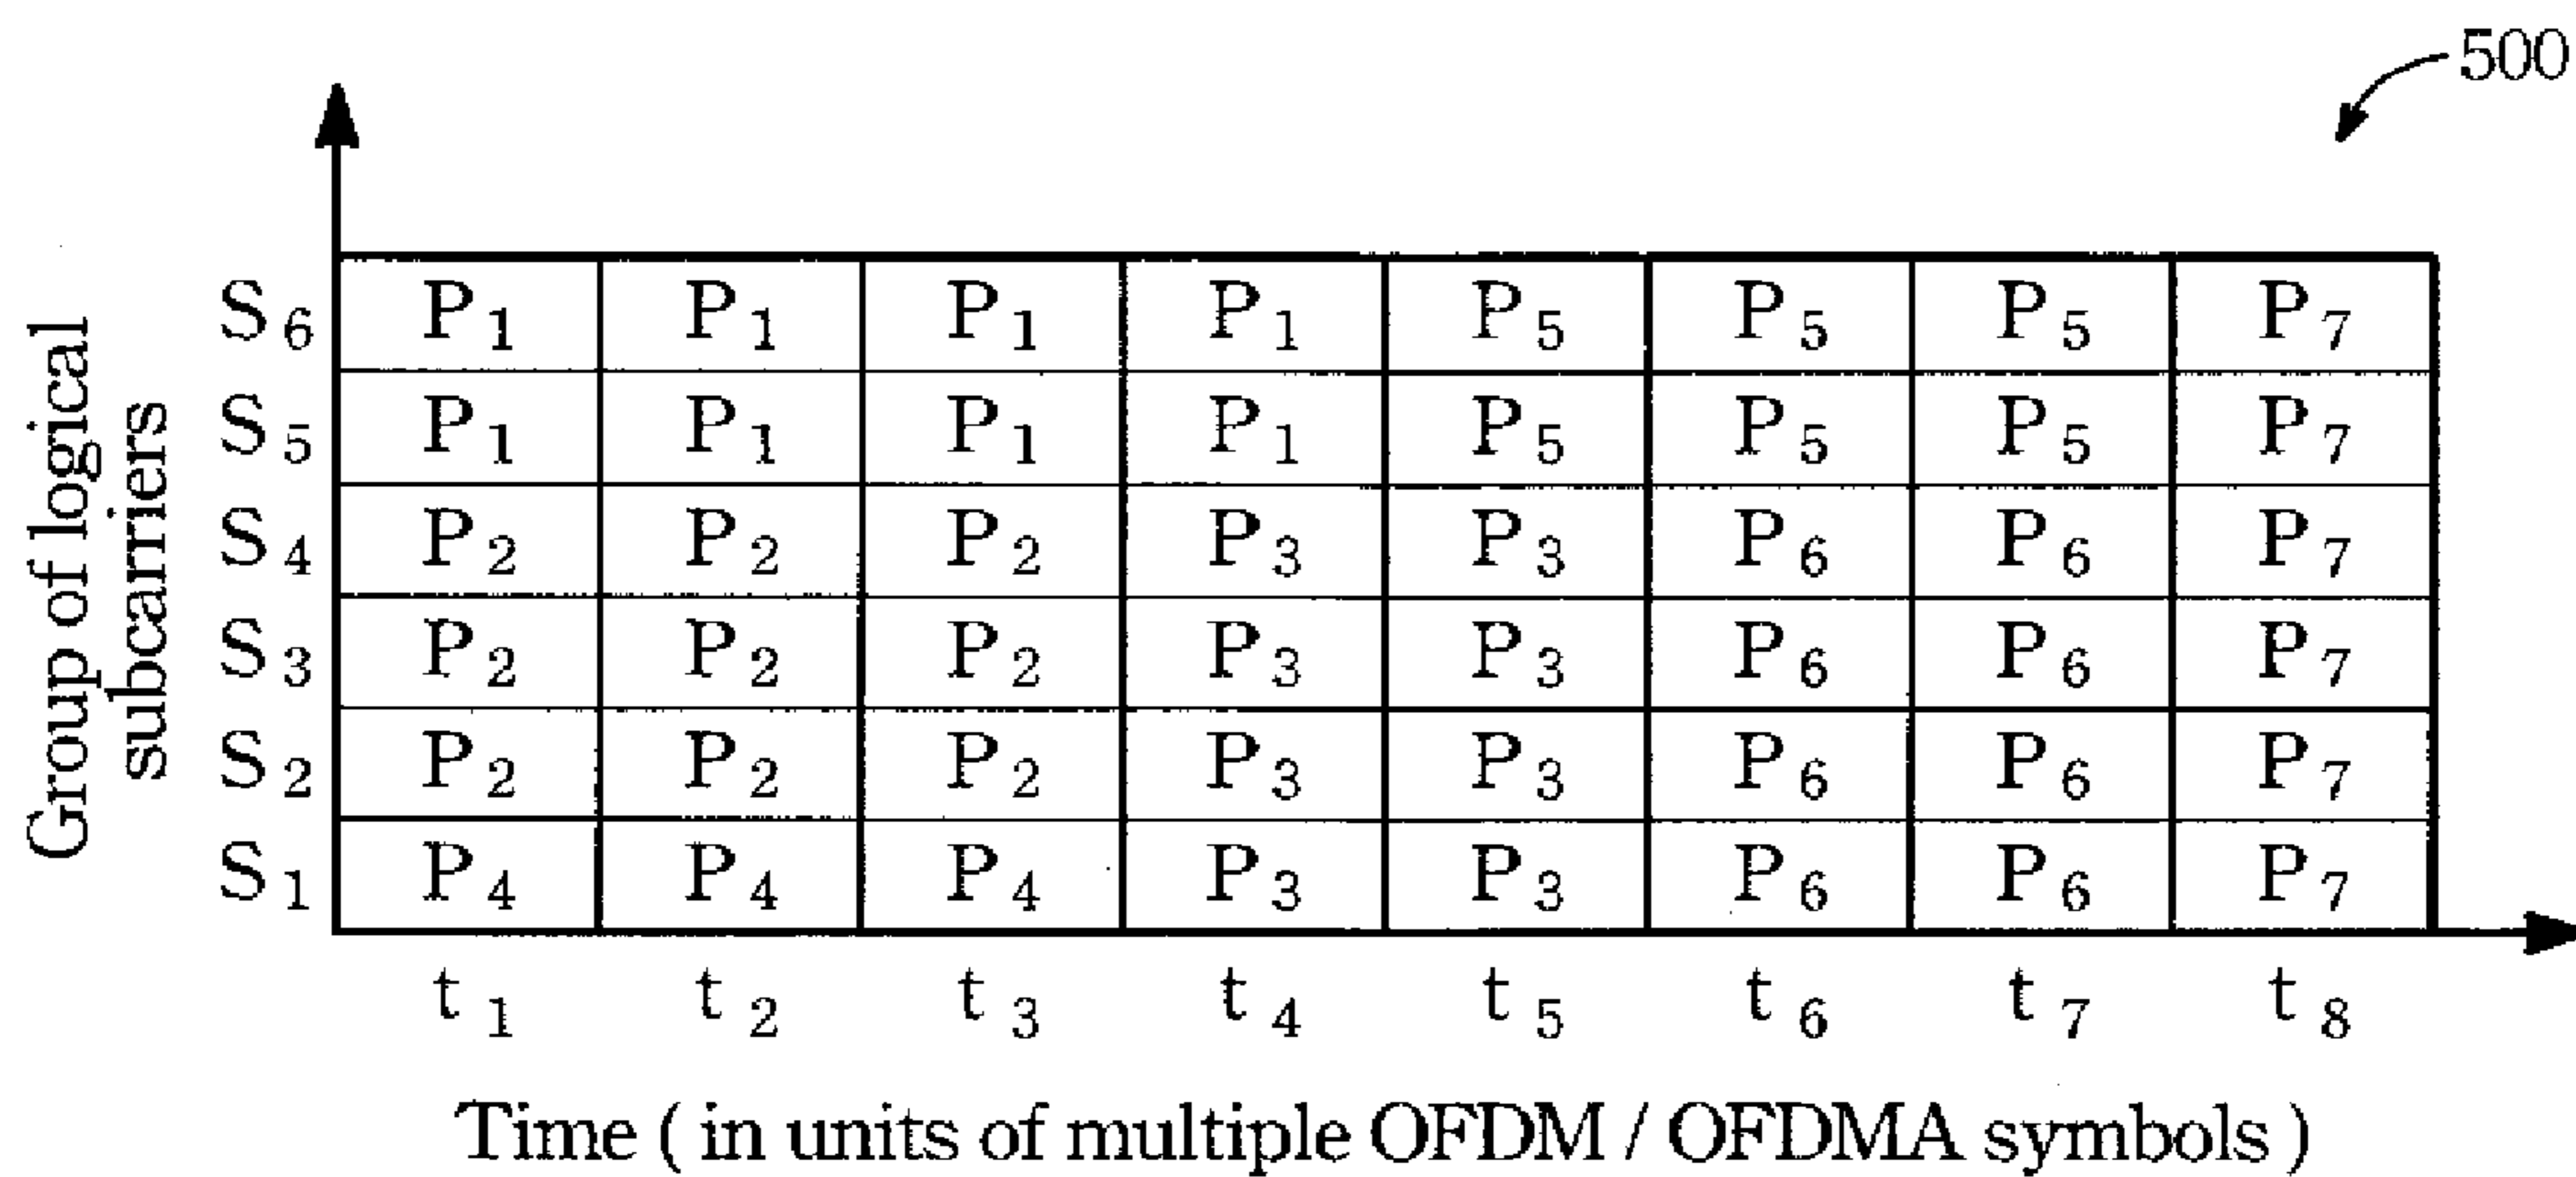 500
Group of logical
subcarriers
S6 P1 P1 P1 P1 P5 P5 P5 P7
S5 P1 P1 P1 P1 P5 P5 P5 P7
S4 P2 P2 P2 P3 P3 P6 P6 P7
S3 P2 P2 P2 P3 P3 P6 P6 P7
S2 P2 P2 P2 P3 P3 P6 P6 P7
S1 P4 P4 P4 P3 P3 P6 P6 P7
t1 t2 t3 t4 t5 t6 t7 t8
Time ( in units of multiple OFDM / OFDMA symbols )